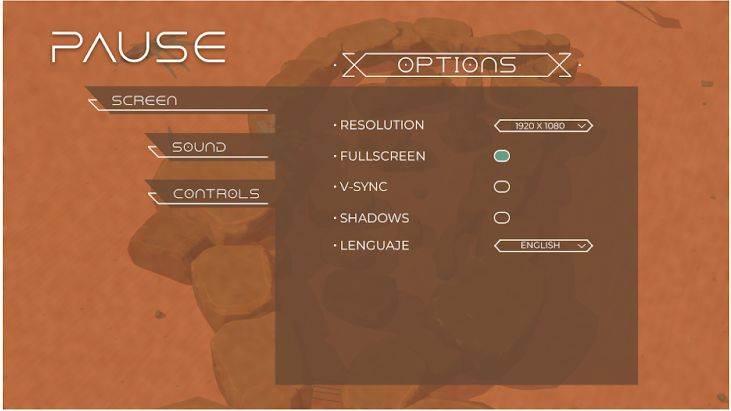 PAUSE
OPTIONS
SCREEN
SOUND
CONTROLS
• RESOLUTION 1920 X 1080
• FULLSCREEN
• V-SYNC
• SHADOWS
• LENGUAJE ENGLISH